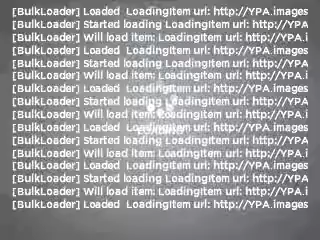 [BulkLoader] Loaded LoadingItem url: http://YPA.images
[BulkLoader] Started loading LoadingItem url: http://YPA
[BulkLoader] Will load item: LoadingItem url: http://YPA.i
[BulkLoader] Loaded LoadingItem url: http://YPA.images
[BulkLoader] Started loading LoadingItem url: http://YPA
[BulkLoader] Will load item: LoadingItem url: http://YPA.i
[BulkLoader] Loaded LoadingItem url: http://YPA.images
[BulkLoader] Started loading LoadingItem url: http://YPA
[BulkLoader] Will load item: LoadingItem url: http://YPA.i
[BulkLoader] Loaded LoadingItem url: http://YPA.images
[BulkLoader] Started loading LoadingItem url: http://YPA
[BulkLoader] Will load item: LoadingItem url: http://YPA.i
[BulkLoader] Loaded LoadingItem url: http://YPA.images
[BulkLoader] Started loading LoadingItem url: http://YPA
[BulkLoader] Will load item: LoadingItem url: http://YPA.i
[BulkLoader] Loaded LoadingItem url: http://YPA.images